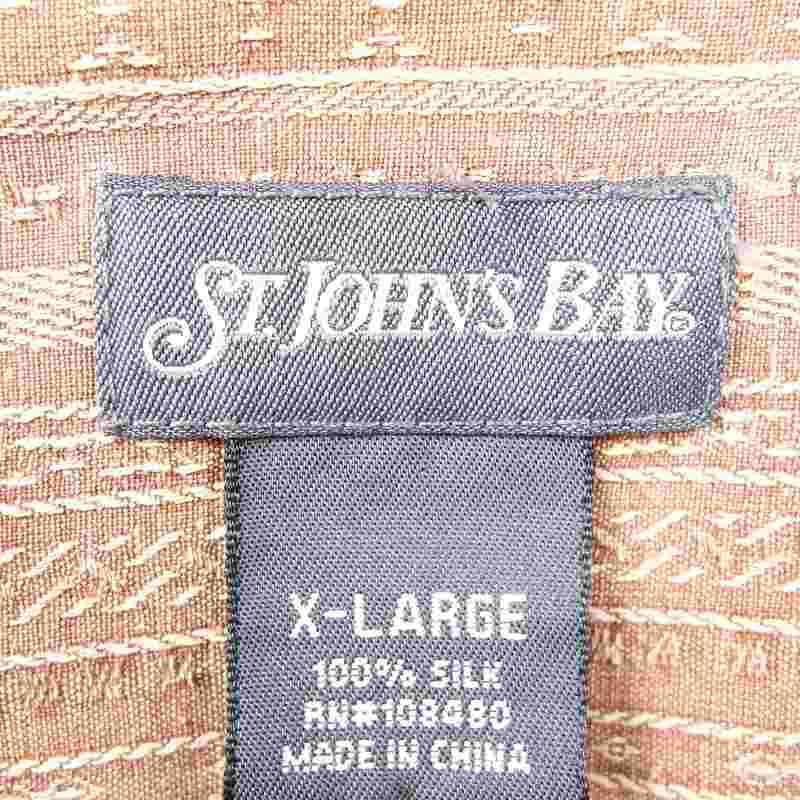 ST. JOHN'S BAY
X-LARGE
100% SILK
RN#108480
MADE IN CHINA